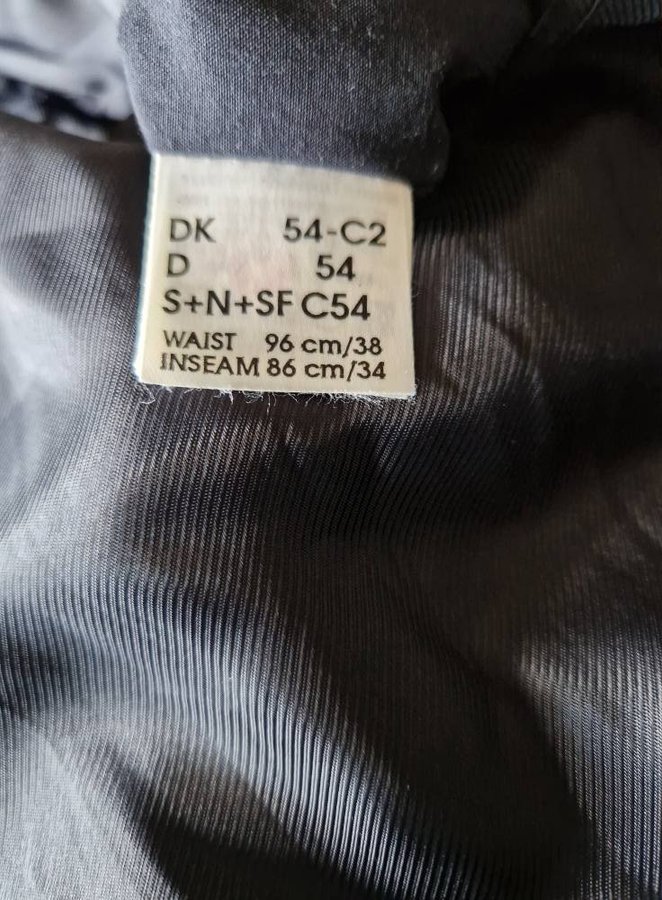 DK 54-C2
D 54
S+N+SF C54
WAIST 96 cm/38
INSEAM 86 cm/34